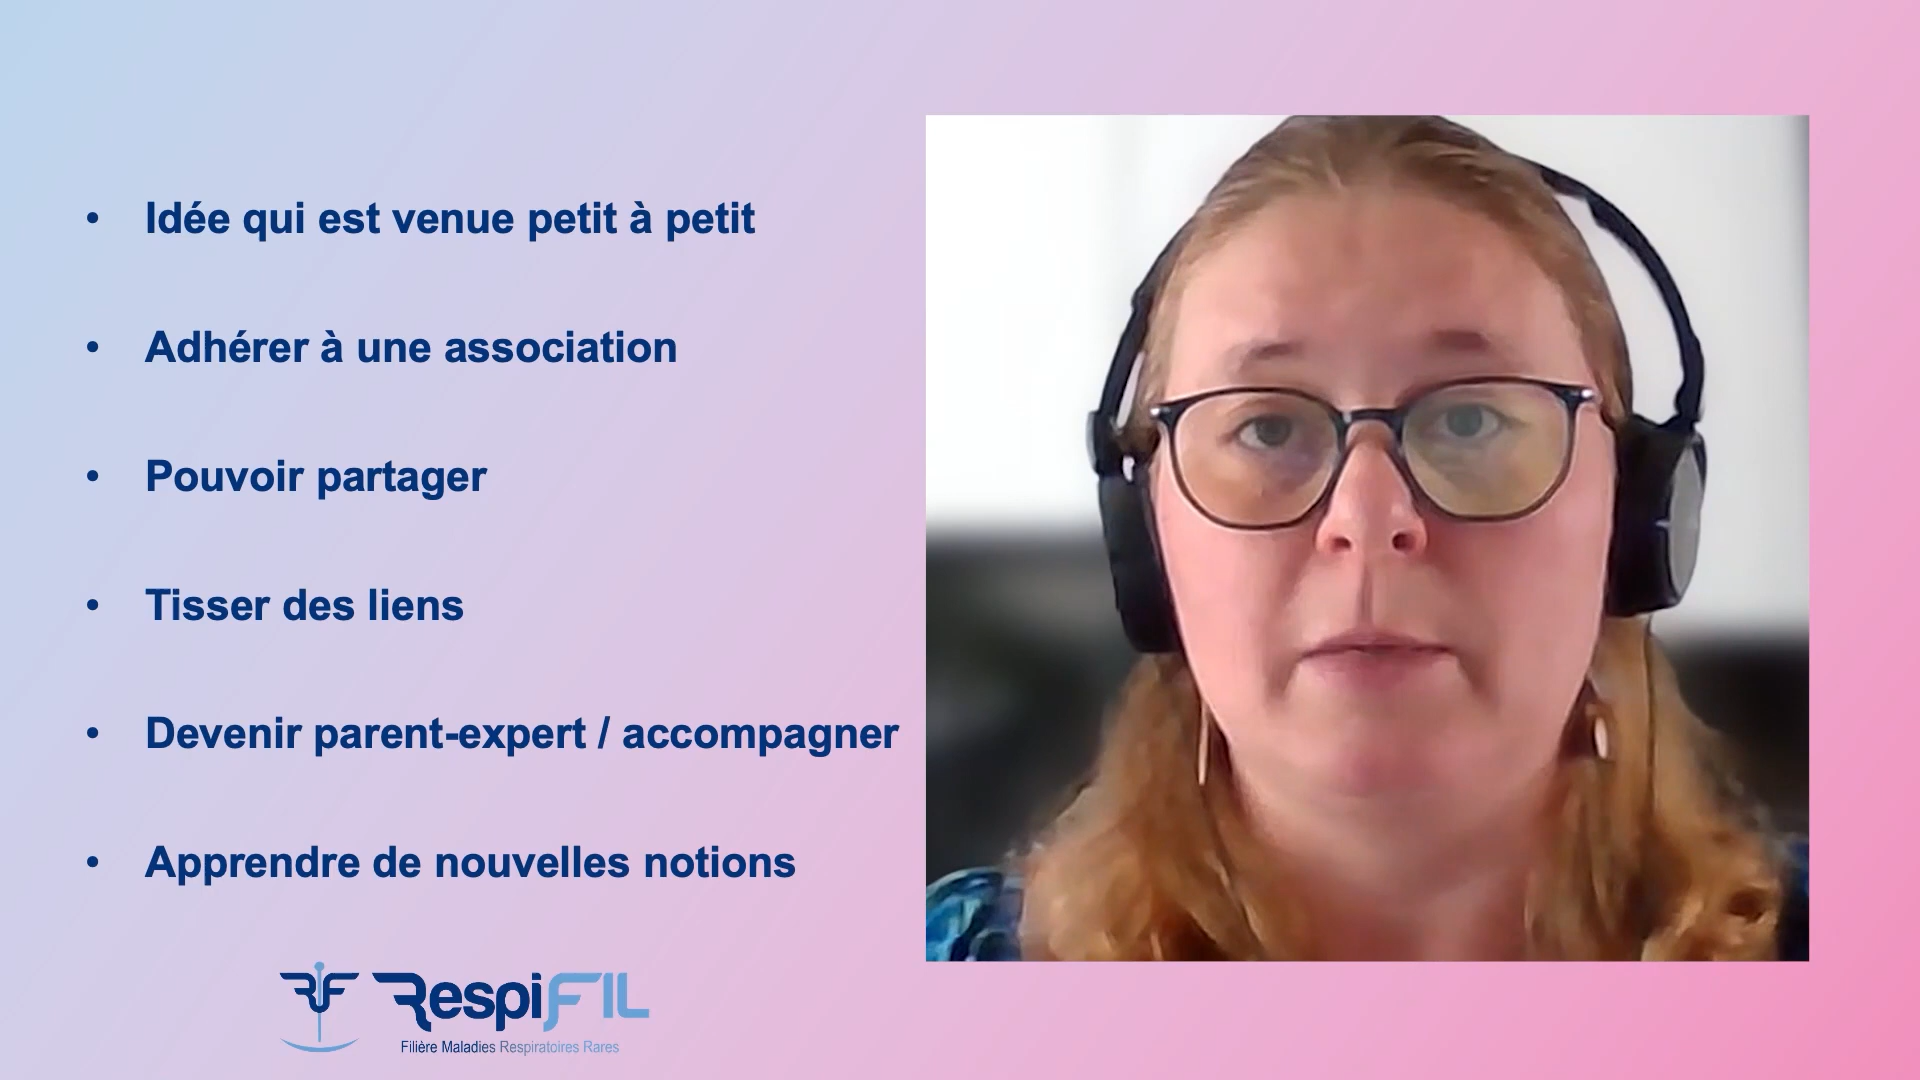 • Idée qui est venue petit à petit
• Adhérer à une association
• Pouvoir partager
• Tisser des liens
• Devenir parent-expert / accompagner
• Apprendre de nouvelles notions
RespiFIL
Filière Maladies Respiratoires Rares